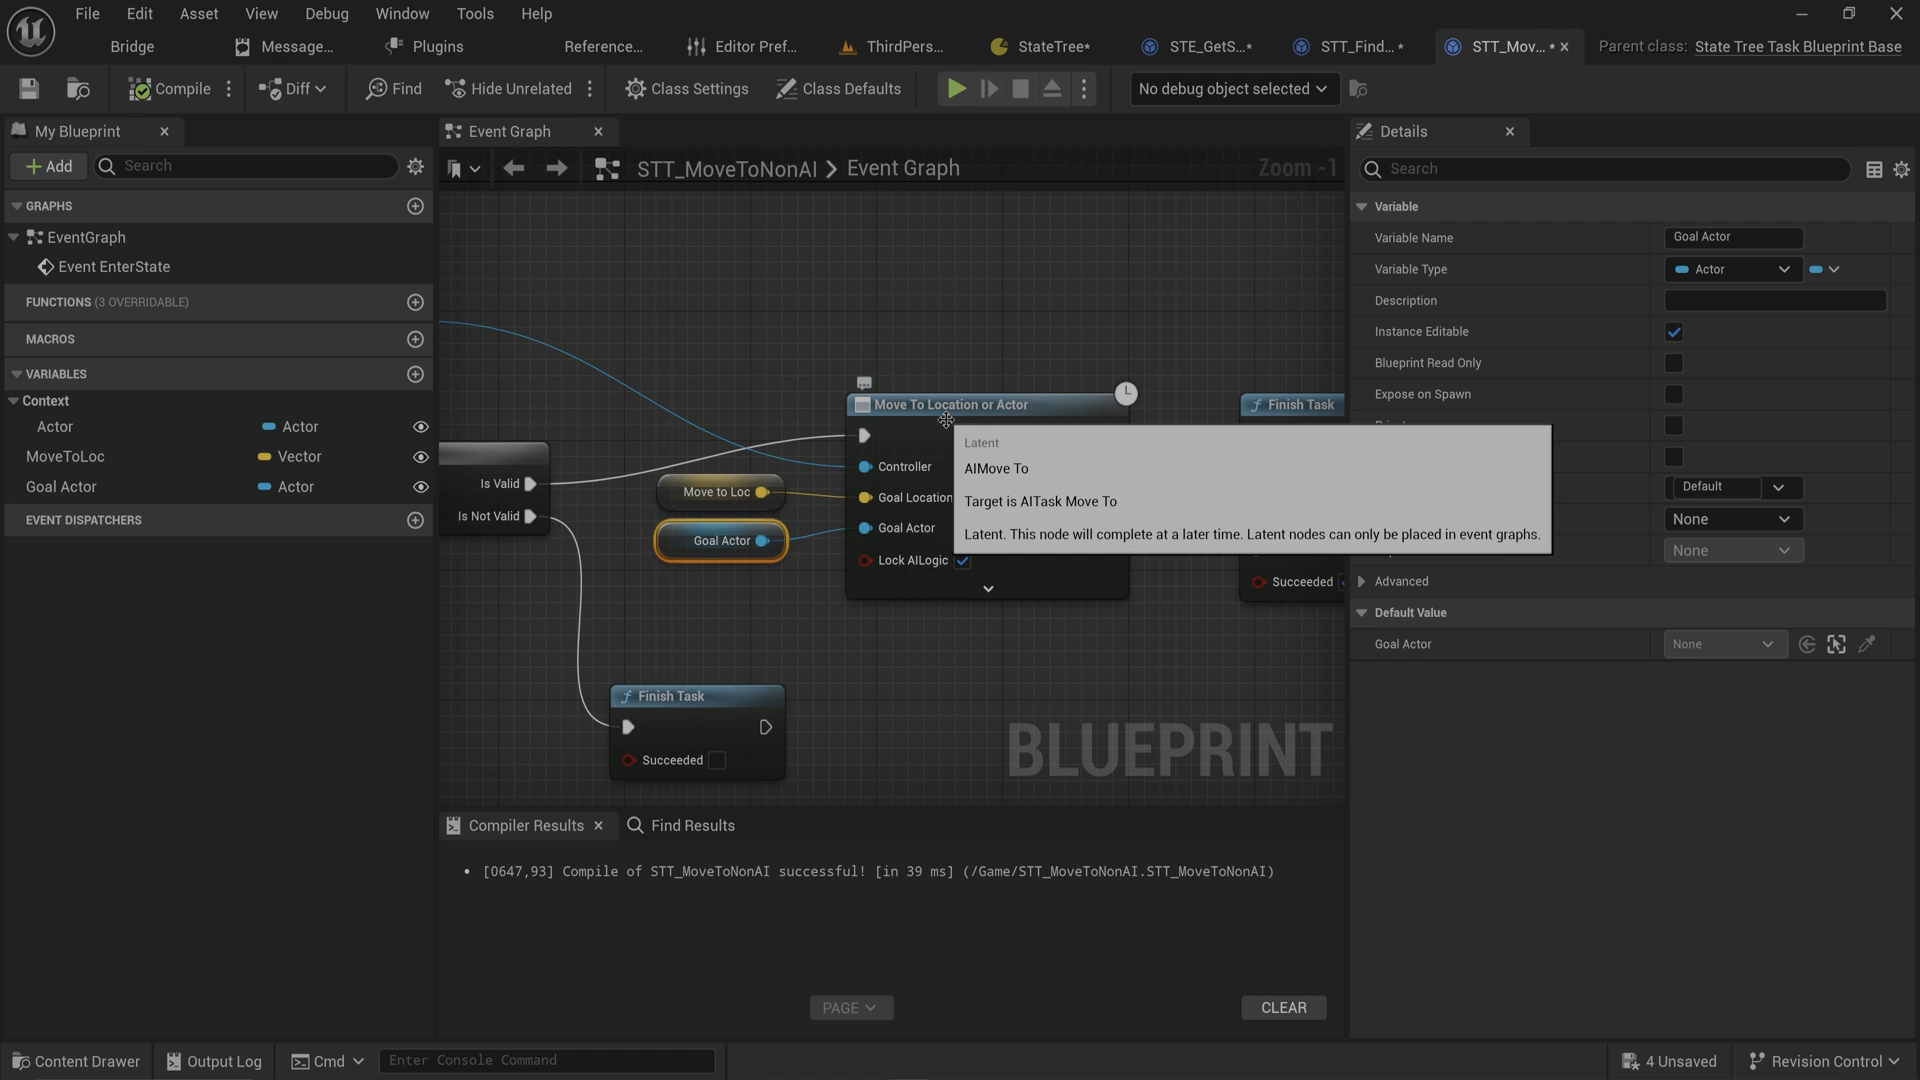 File Edit Asset View Debug Window Tools Help
Bridge Message... Plugins Reference... Editor Pref... ThirdPers... StateTree* STE_GetS...* STT_Find...* STT_Mov...* Parent class: State Tree Task Blueprint Base
Compile Diff Find Hide Unrelated Class Settings Class Defaults No debug object selected
My Blueprint
Add Search
GRAPHS
EventGraph
Event EnterState
FUNCTIONS (3 OVERRIDABLE)
MACROS
VARIABLES
Context
Actor Actor
MoveToLoc Vector
Goal Actor Actor
EVENT DISPATCHERS
Event Graph
STT_MoveToNonAI > Event Graph Zoom -1
Is Valid
Is Not Valid
Move to Loc
Goal Actor
Move To Location or Actor
Controller
Goal Location
Goal Actor
Lock AILogic
Latent
AIMove To
Target is AITask Move To
Latent. This node will complete at a later time. Latent nodes can only be placed in event graphs.
Finish Task
Succeeded
Finish Task
Succeeded
BLUEPRINT
Compiler Results Find Results
• [0647,93] Compile of STT_MoveToNonAI successful! [in 39 ms] (/Game/STT_MoveToNonAI.STT_MoveToNonAI)
PAGE CLEAR
Details
Search
Variable
Variable Name Goal Actor
Variable Type Actor
Description
Instance Editable
Blueprint Read Only
Expose on Spawn
Default
None
None
Advanced
Default Value
Goal Actor None
Content Drawer Output Log Cmd Enter Console Command 4 Unsaved Revision Control